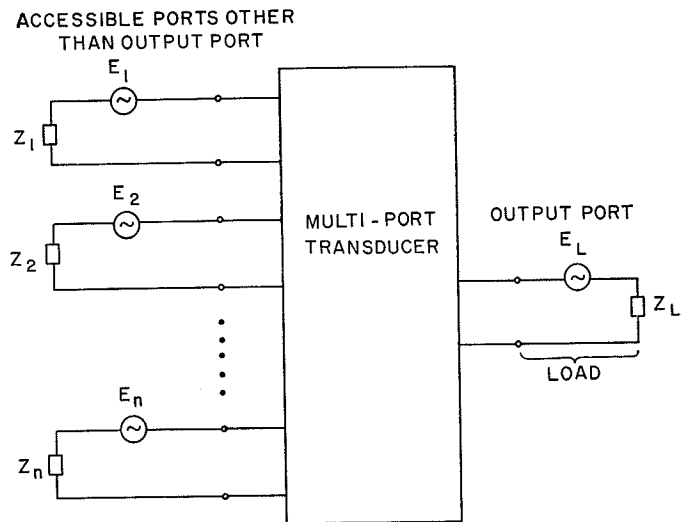 ACCESSIBLE PORTS OTHER
THAN OUTPUT PORT
E1
Z1
E2
Z2
En
Zn
MULTI-PORT
TRANSDUCER
OUTPUT PORT
EL
ZL
LOAD